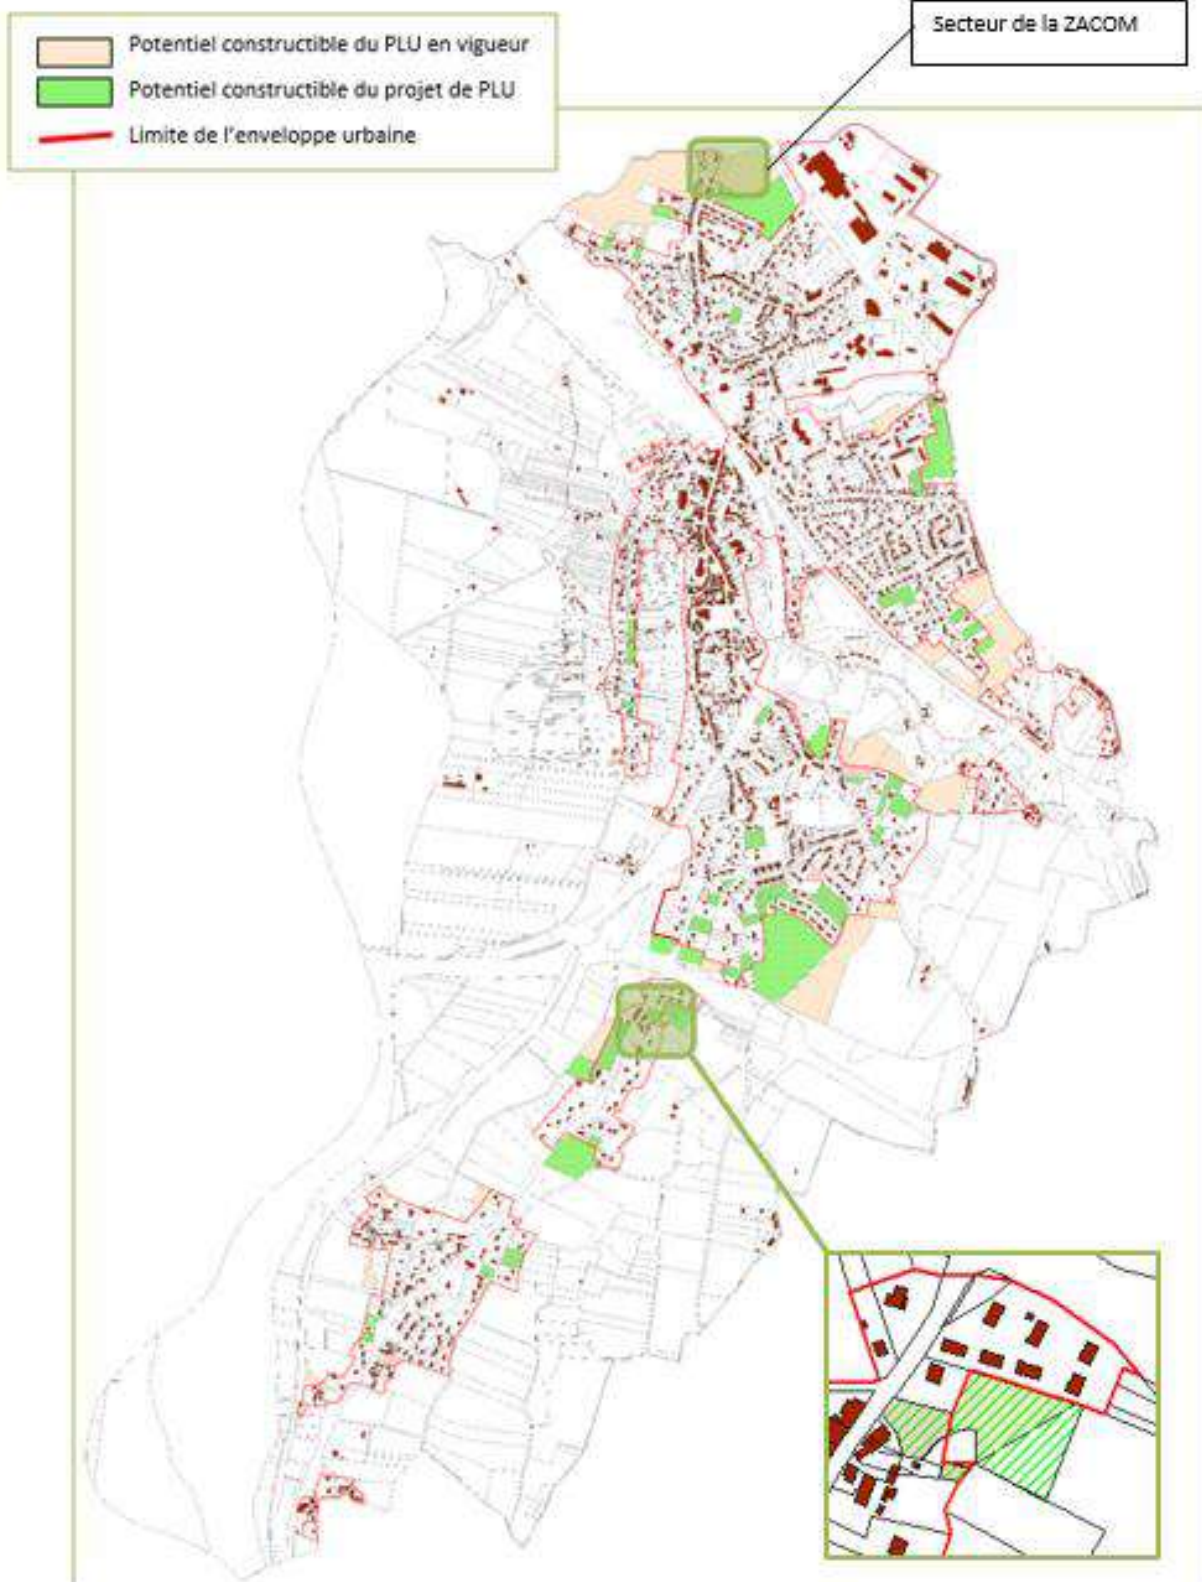 Potentiel constructible du PLU en vigueur
Potentiel constructible du projet de PLU
Limite de l'enveloppe urbaine
Secteur de la ZACOM